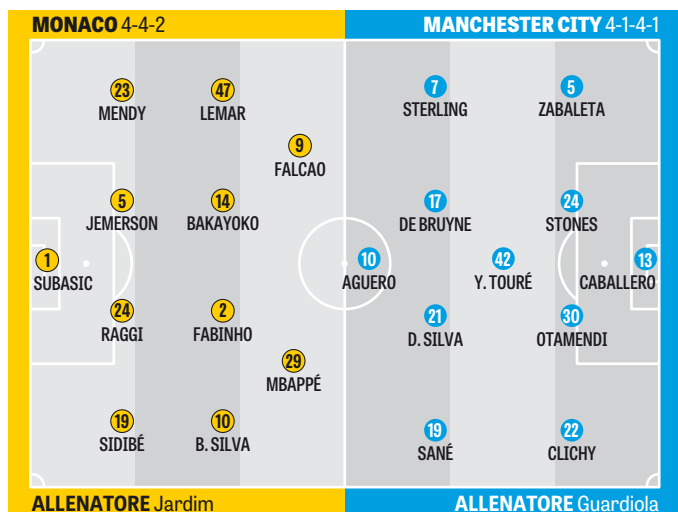 MONACO 4-4-2
MANCHESTER CITY 4-1-4-1
23
MENDY
47
LEMAR
9
FALCAO
5
JEMERSON
14
BAKAYOKO
1
SUBASIC
24
RAGGI
2
FABINHO
29
MBAPPÉ
19
SIDIBÉ
10
B. SILVA
7
STERLING
5
ZABALETA
17
DE BRUYNE
24
STONES
10
AGUERO
42
Y. TOURÉ
13
CABALLERO
21
D. SILVA
30
OTAMENDI
19
SANÉ
22
CLICHY
ALLENATORE Jardim
ALLENATORE Guardiola